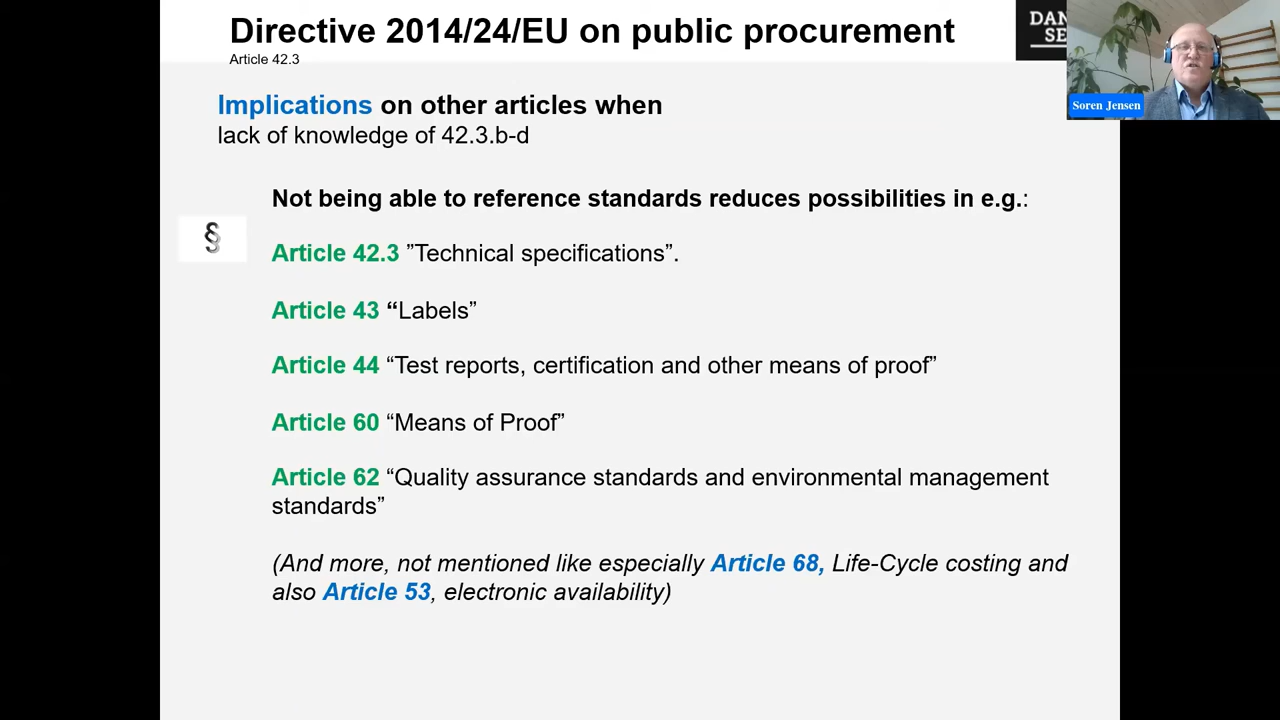 Directive 2014/24/EU on public procurement
Article 42.3
DAN
SE
Soren Jensen
Implications on other articles when
lack of knowledge of 42.3.b-d
Not being able to reference standards reduces possibilities in e.g.:
§
Article 42.3 ”Technical specifications”.
Article 43 “Labels”
Article 44 “Test reports, certification and other means of proof”
Article 60 “Means of Proof”
Article 62 “Quality assurance standards and environmental management
standards”
(And more, not mentioned like especially Article 68, Life-Cycle costing and
also Article 53, electronic availability)